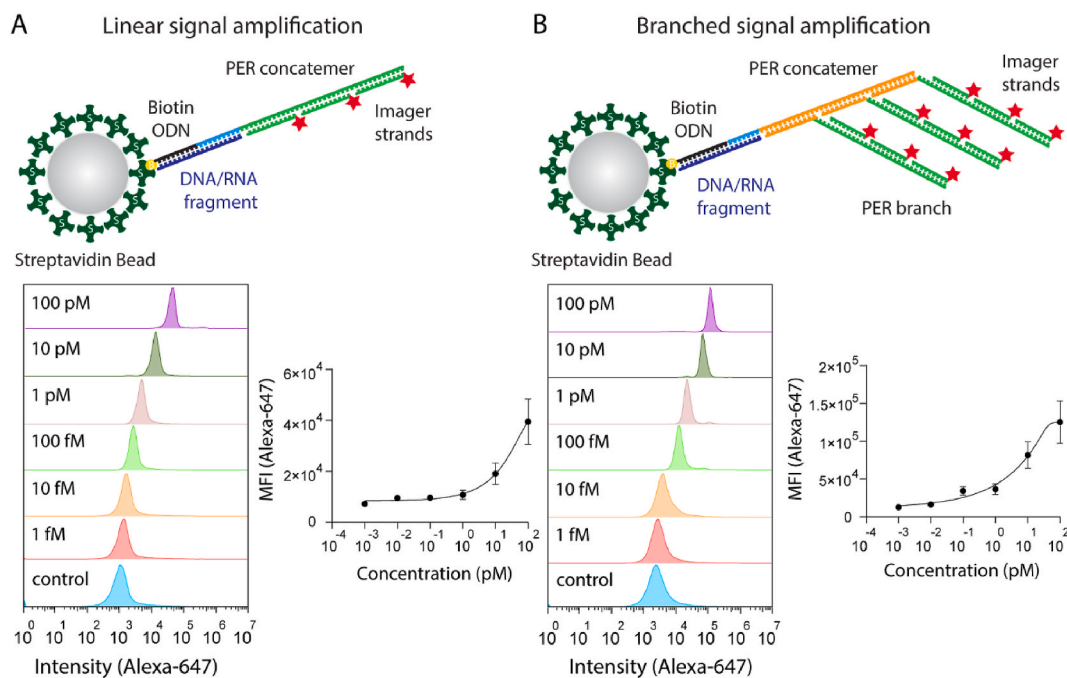 A
Linear signal amplification
PER concatemer
Biotin
ODN
Imager
strands
DNA/RNA
fragment
S S S S S S S S S S S S
B
Streptavidin Bead
100 pM
10 pM
1 pM
100 fM
10 fM
1 fM
control
10^0 10^1 10^2 10^3 10^4 10^5 10^6 10^7
Intensity (Alexa-647)
MFI (Alexa-647)
6×10^4
4×10^4
2×10^4
0
10^-4 10^-3 10^-2 10^-1 10^0 10^1 10^2
Concentration (pM)
B
Branched signal amplification
PER concatemer
Imager
strands
Biotin
ODN
DNA/RNA
fragment
PER branch
S S S S S S S S S S S S
B
Streptavidin Bead
100 pM
10 pM
1 pM
100 fM
10 fM
1 fM
control
10^0 10^1 10^2 10^3 10^4 10^5 10^6 10^7
Intensity (Alexa-647)
MFI (Alexa-647)
2×10^5
1.5×10^5
1×10^5
5×10^4
0
10^-4 10^-3 10^-2 10^-1 10^0 10^1 10^2
Concentration (pM)